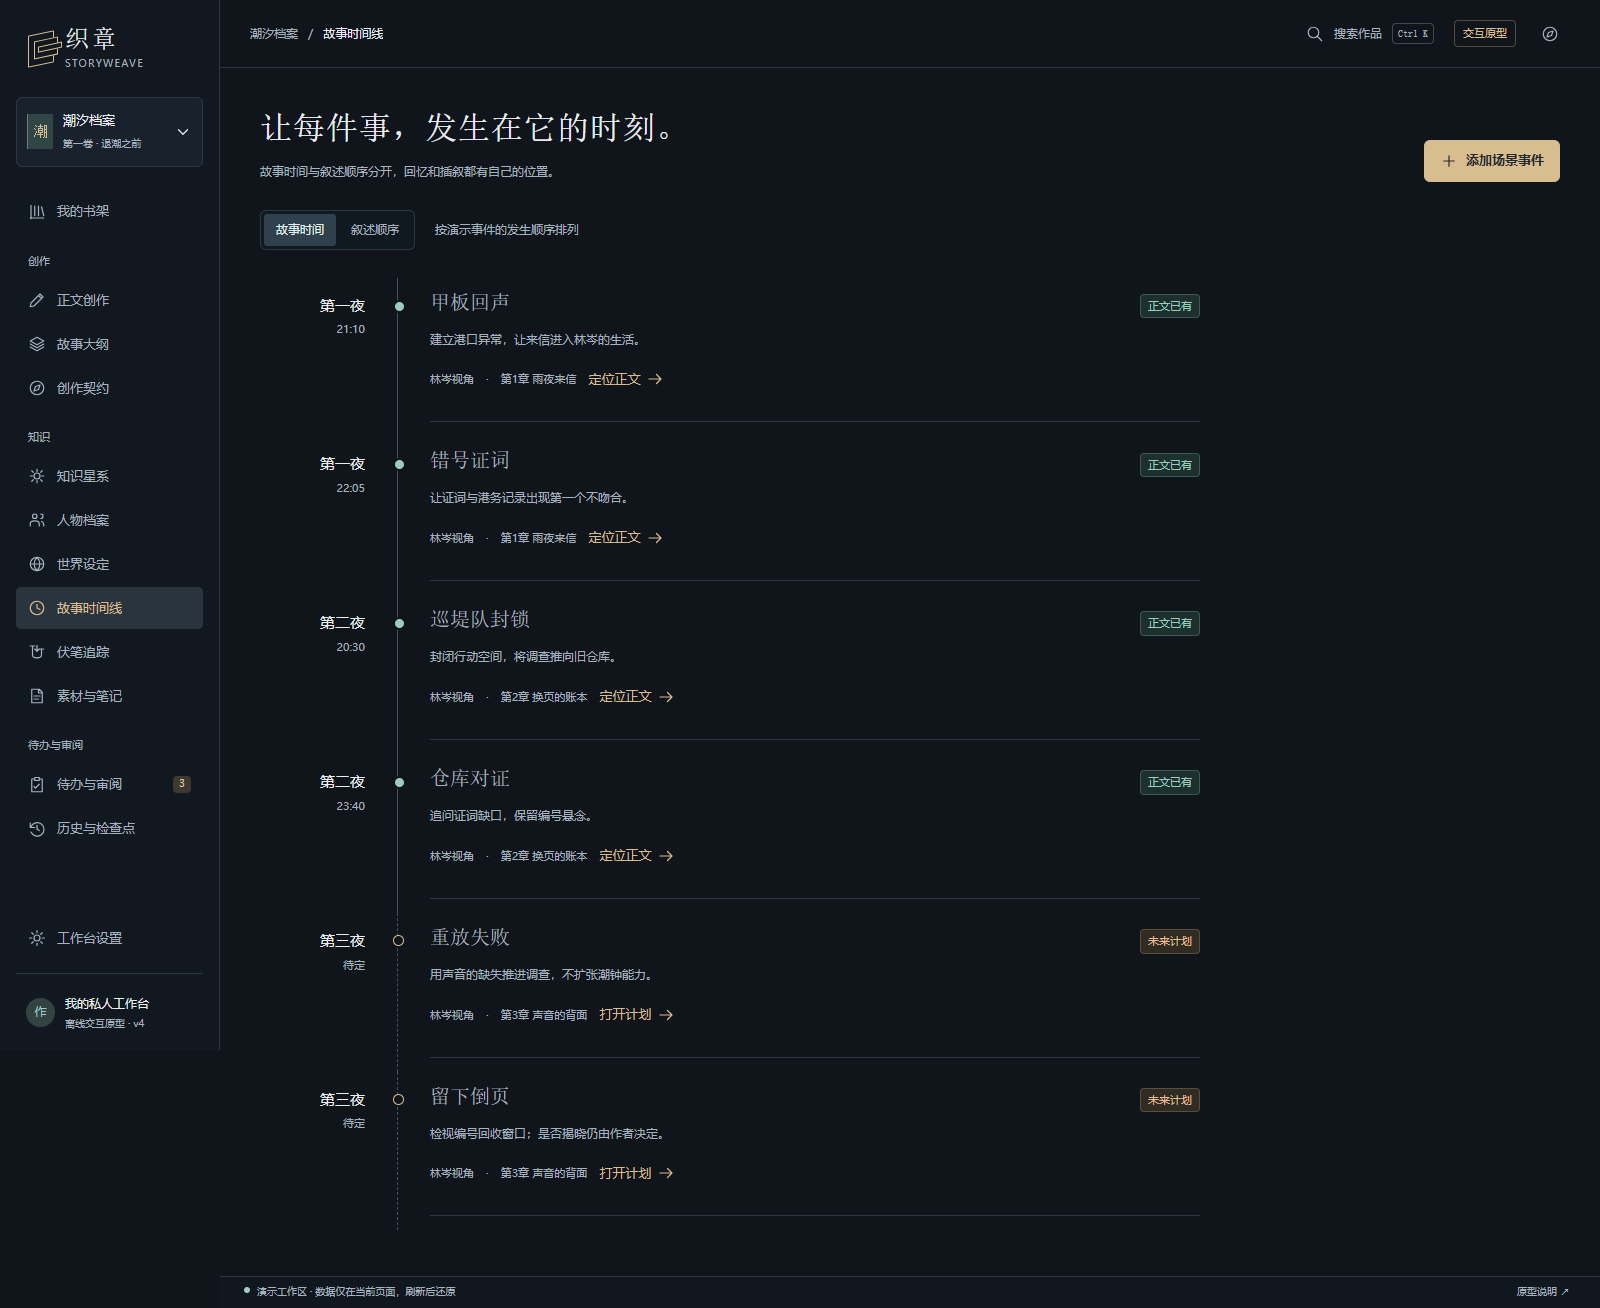 织章
STORYWEAVE
潮
潮汐档案
第一卷 · 退潮之前
我的书架
创作
正文创作
故事大纲
创作契约
知识
知识星系
人物档案
世界设定
故事时间线
伏笔追踪
素材与笔记
待办与审阅
待办与审阅 3
历史与检查点
工作台设置
作
我的私人工作台
离线交互原型 · v4
潮汐档案 / 故事时间线
搜索作品 Ctrl K 交互原型
让每件事，发生在它的时刻。
故事时间与叙述顺序分开，回忆和插叙都有自己的位置。
+ 添加场景事件
故事时间 叙述顺序 按演示事件的发生顺序排列
第一夜
21:10
甲板回声
正文已有
建立港口异常，让来信进入林岑的生活。
林岑视角 · 第1章 雨夜来信 定位正文 →
第一夜
22:05
错号证词
正文已有
让证词与港务记录出现第一个不吻合。
林岑视角 · 第1章 雨夜来信 定位正文 →
第二夜
20:30
巡堤队封锁
正文已有
封闭行动空间，将调查推向旧仓库。
林岑视角 · 第2章 换页的账本 定位正文 →
第二夜
23:40
仓库对证
正文已有
追问证词缺口，保留编号悬念。
林岑视角 · 第2章 换页的账本 定位正文 →
第三夜
待定
重放失败
未来计划
用声音的缺失推进调查，不扩张潮钟能力。
林岑视角 · 第3章 声音的背面 打开计划 →
第三夜
待定
留下倒页
未来计划
检视编号回收窗口；是否揭晓仍由作者决定。
林岑视角 · 第3章 声音的背面 打开计划 →
演示工作区 · 数据仅在当前页面，刷新后还原
原型说明 ↗